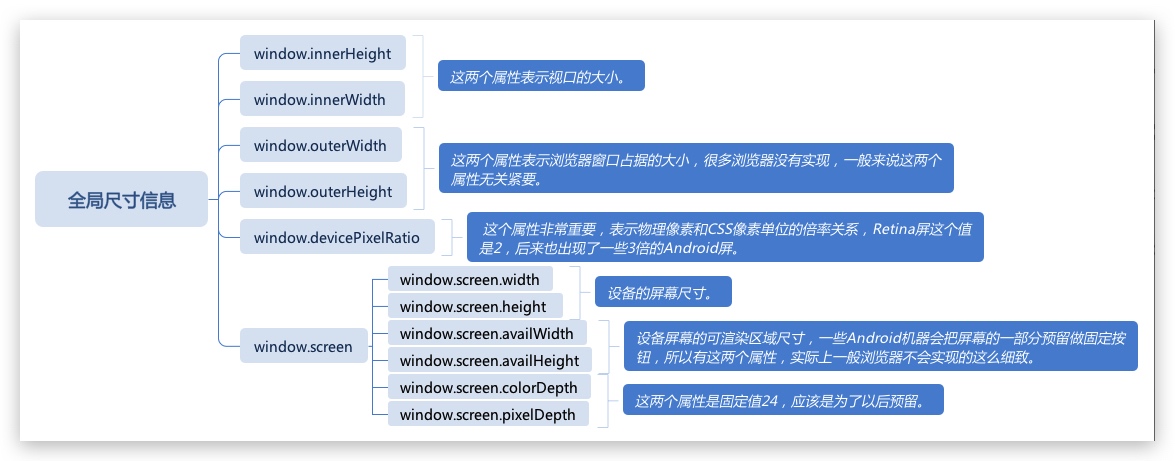 全局尺寸信息
window.innerHeight
window.innerWidth
这两个属性表示视口的大小。
window.outerWidth
window.outerHeight
这两个属性表示浏览器窗口占据的大小，很多浏览器没有实现，一般来说这两个
属性无关紧要。
window.devicePixelRatio
这个属性非常重要，表示物理像素和CSS像素单位的倍率关系，Retina屏这个值
是2，后来也出现了一些3倍的Android屏。
window.screen
window.screen.width
window.screen.height
设备的屏幕尺寸。
window.screen.availWidth
window.screen.availHeight
设备屏幕的可渲染区域尺寸，一些Android机器会把屏幕的一部分预留做固定按
钮，所以有这两个属性，实际上一般浏览器不会实现的这么细致。
window.screen.colorDepth
window.screen.pixelDepth
这两个属性是固定值24，应该是为了以后预留。